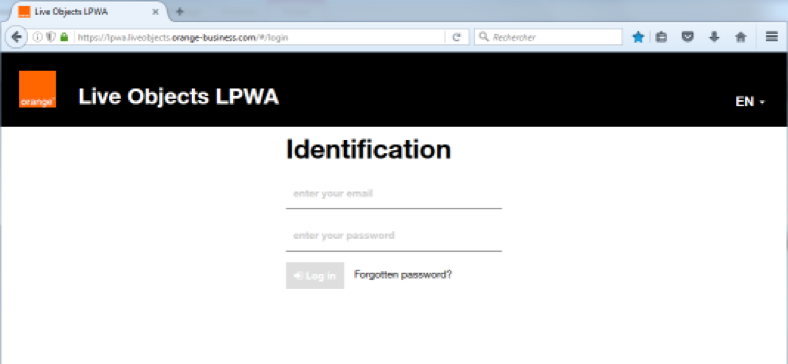 Live Objects LPWA
https://lpwa.liveobjects.orange-business.com/#/login
Rechercher
orange
Live Objects LPWA
EN
Identification
enter your email
enter your password
Log in
Forgotten password?